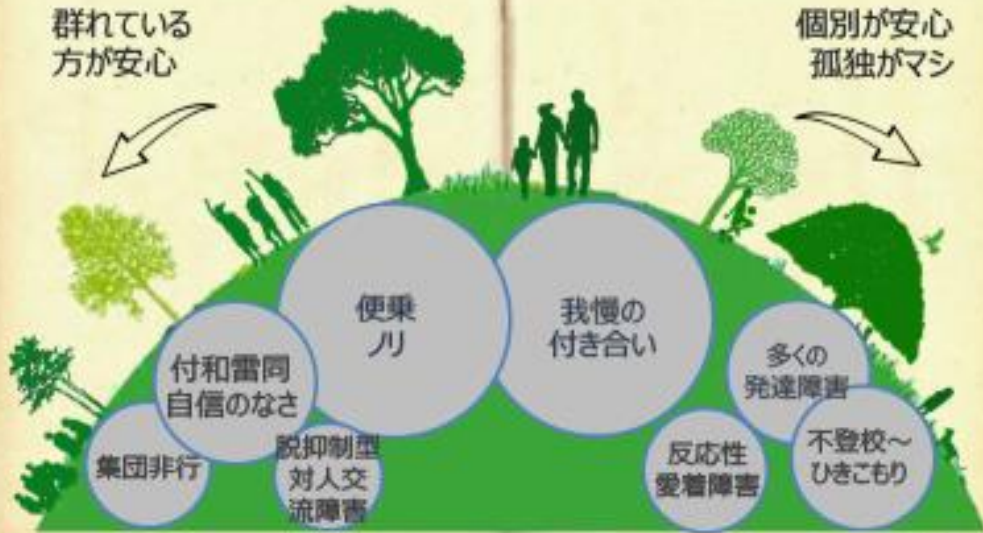 群れている
方が安心
個別が安心
孤独がマシ
便乗
ノリ
我慢の
付き合い
付和雷同
自信のなさ
多くの
発達障害
集団非行
脱抑制型
対人交
流障害
反応性
愛着障害
不登校～
ひきこもり